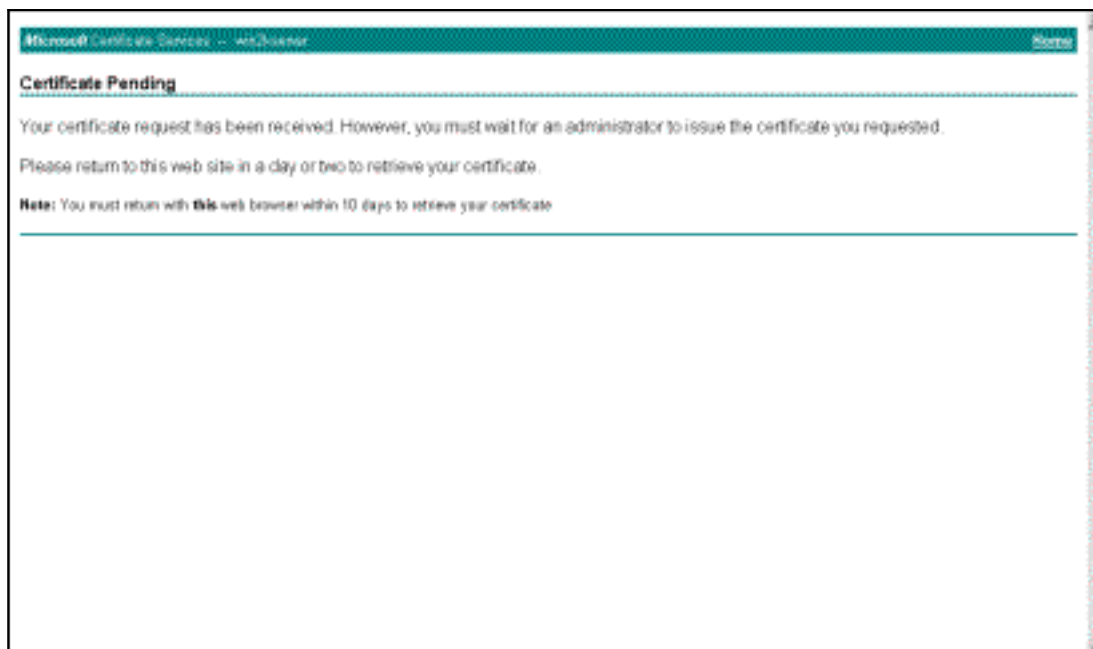 Microsoft Certificate Services -- win2kserver Home
Certificate Pending
Your certificate request has been received. However, you must wait for an administrator to issue the certificate you requested.
Please return to this web site in a day or two to retrieve your certificate.
Note: You must return with this web browser within 10 days to retrieve your certificate